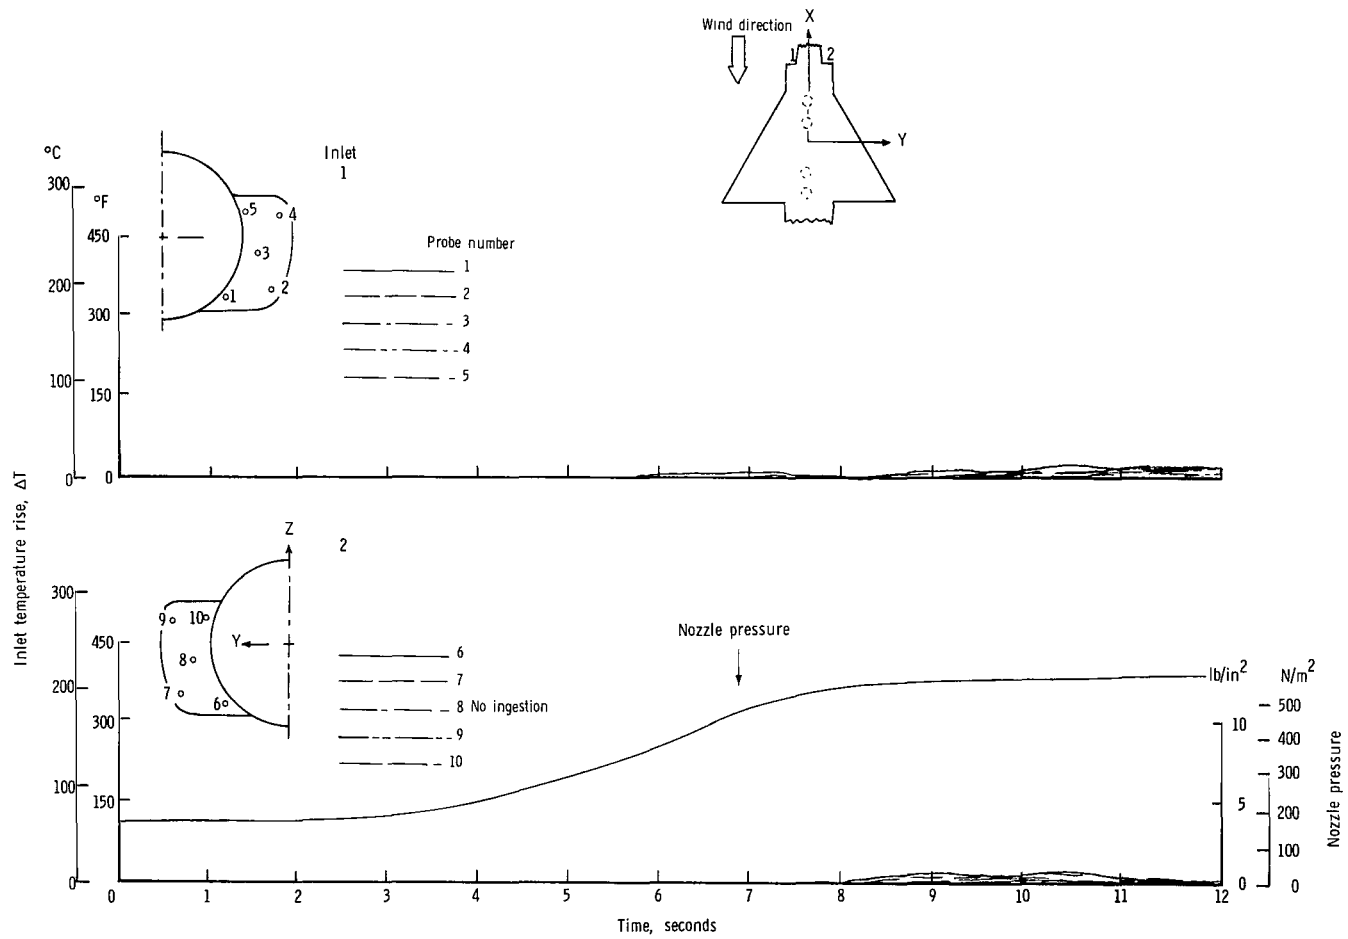 Wind direction
X
1 2
Y
°C
Inlet
1
300
°F
5 4
450
Probe number
3
1
200
2
1 2
300
3
4
100
150
5
0 0
Z
2
300
9 10
450
Y
Nozzle pressure
8
6
lb/in² N/m²
200
7
7
6
8 No ingestion
500
300
10
9
400
10
300
100
150
5
200
100
0
0 0
0 1 2 3 4 5 6 7 8 9 10 11 12
Time, seconds
Inlet temperature rise, ΔT
Nozzle pressure